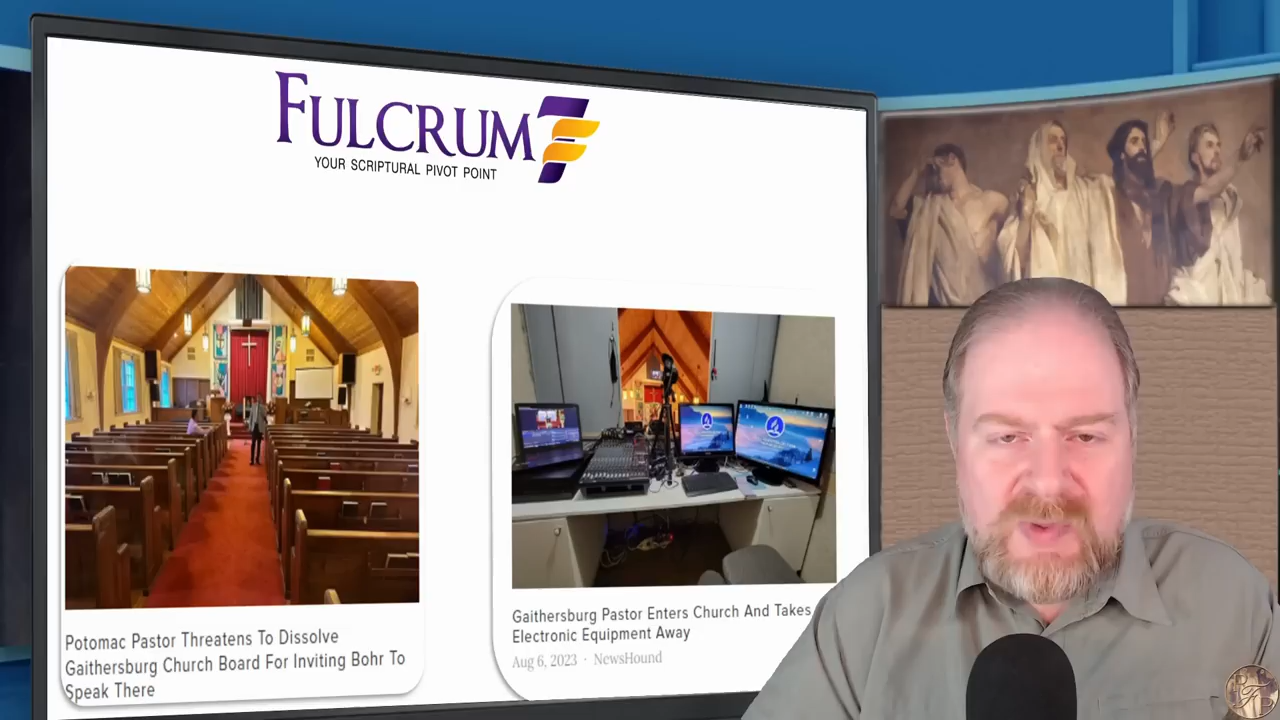 FULCRUM7
YOUR SCRIPTURAL PIVOT POINT
Potomac Pastor Threatens To Dissolve
Gaithersburg Church Board For Inviting Bohr To
Speak There
Gaithersburg Pastor Enters Church And Takes
Electronic Equipment Away
Aug 6, 2023 · NewsHound